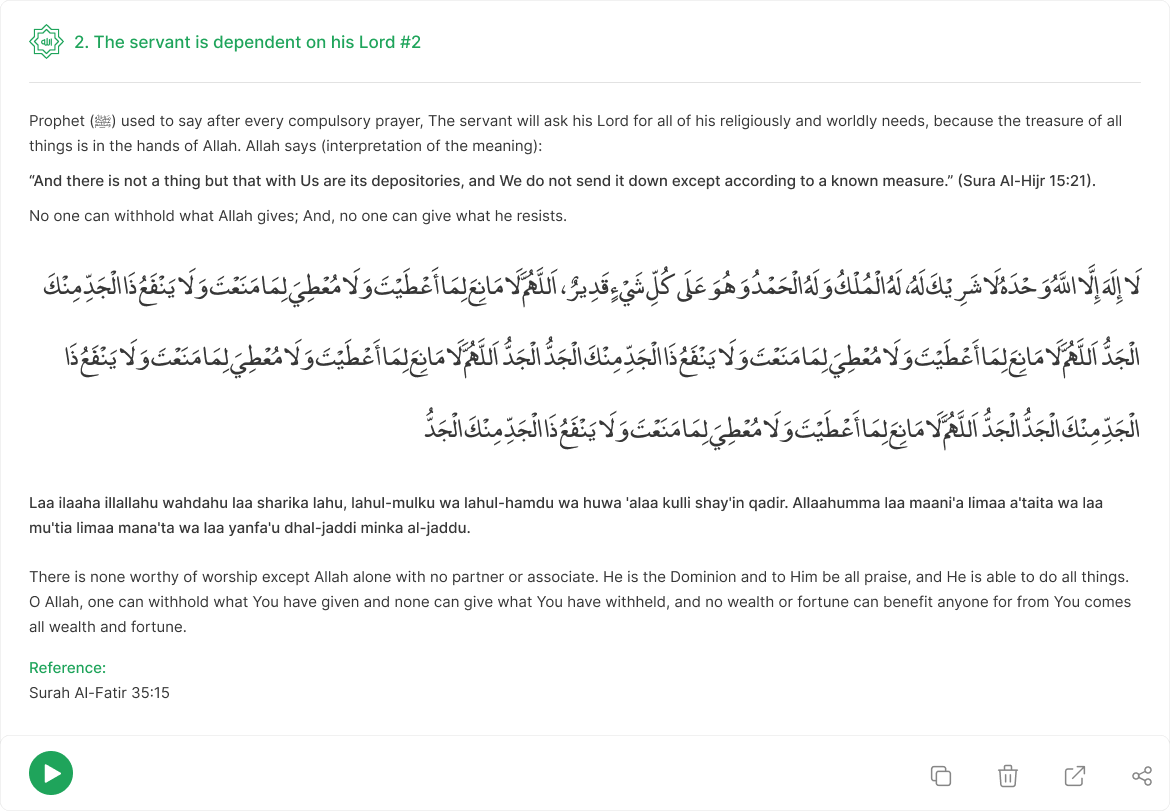 الله
2. The servant is dependent on his Lord #2
Prophet (ﷺ) used to say after every compulsory prayer, The servant will ask his Lord for all of his religiously and worldly needs, because the treasure of all
things is in the hands of Allah. Allah says (interpretation of the meaning):
“And there is not a thing but that with Us are its depositories, and We do not send it down except according to a known measure.” (Sura Al-Hijr 15:21).
No one can withhold what Allah gives; And, no one can give what he resists.
لَا إِلَهَ إِلَّا اللَّهُ وَحْدَهُ لَا شَرِيْكَ لَهُ، لَهُ الْمُلْكُ وَلَهُ الْحَمْدُ وَهُوَ عَلَى كُلِّ شَيْءٍ قَدِيرٌ، اَللَّهُمَّ لَا مَانِعَ لِمَا أَعْطَيْتَ وَلَا مُعْطِيَ لِمَا مَنَعْتَ وَلَا يَنْفَعُ ذَا الْجَدِّ مِنْكَ
الْجَدُّ اَللَّهُمَّ لَا مَانِعَ لِمَا أَعْطَيْتَ وَلَا مُعْطِيَ لِمَا مَنَعْتَ وَلَا يَنْفَعُ ذَا الْجَدِّ مِنْكَ الْجَدُّ الْجَدُّ اَللَّهُمَّ لَا مَانِعَ لِمَا أَعْطَيْتَ وَلَا مُعْطِيَ لِمَا مَنَعْتَ وَلَا يَنْفَعُ ذَا
الْجَدِّ مِنْكَ الْجَدُّ الْجَدُّ اَللَّهُمَّ لَا مَانِعَ لِمَا أَعْطَيْتَ وَلَا مُعْطِيَ لِمَا مَنَعْتَ وَلَا يَنْفَعُ ذَا الْجَدِّ مِنْكَ الْجَدُّ
Laa ilaaha illallahu wahdahu laa sharika lahu, lahul-mulku wa lahul-hamdu wa huwa 'alaa kulli shay'in qadir. Allaahumma laa maani'a limaa a'taita wa laa
mu'tia limaa mana'ta wa laa yanfa'u dhal-jaddi minka al-jaddu.
There is none worthy of worship except Allah alone with no partner or associate. He is the Dominion and to Him be all praise, and He is able to do all things.
O Allah, one can withhold what You have given and none can give what You have withheld, and no wealth or fortune can benefit anyone for from You comes
all wealth and fortune.
Reference:
Surah Al-Fatir 35:15